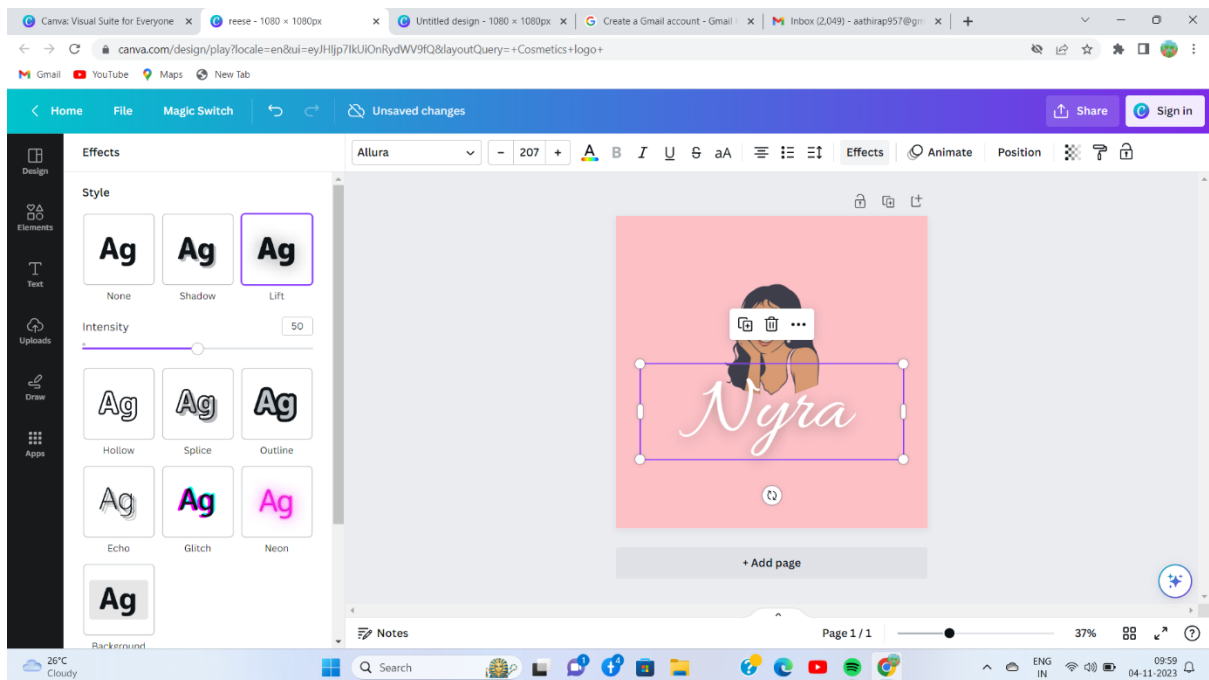 Canva: Visual Suite for Everyone
reese - 1080 × 1080px
Untitled design - 1080 × 1080px
Create a Gmail account - Gmail
Inbox (2,049) - aathirap957@gm
canva.com/design/play?locale=en&ui=eyJHIjp7IkUiOnRydWV9fQ&layoutQuery=+Cosmetics+logo+
Gmail YouTube Maps New Tab
Home File Magic Switch Unsaved changes Share Sign in
Design
Elements
Text
Uploads
Draw
Apps
Effects
Style
Ag Ag Ag
None Shadow Lift
Intensity 50
Ag Ag Ag
Hollow Splice Outline
Ag Ag Ag
Echo Glitch Neon
Ag
Background
Allura - 207 + A B I U S aA Effects Animate Position
Nyra
+ Add page
Notes Page 1 / 1 37%
26°C
Cloudy
Search
ENG
IN
09:59
04-11-2023